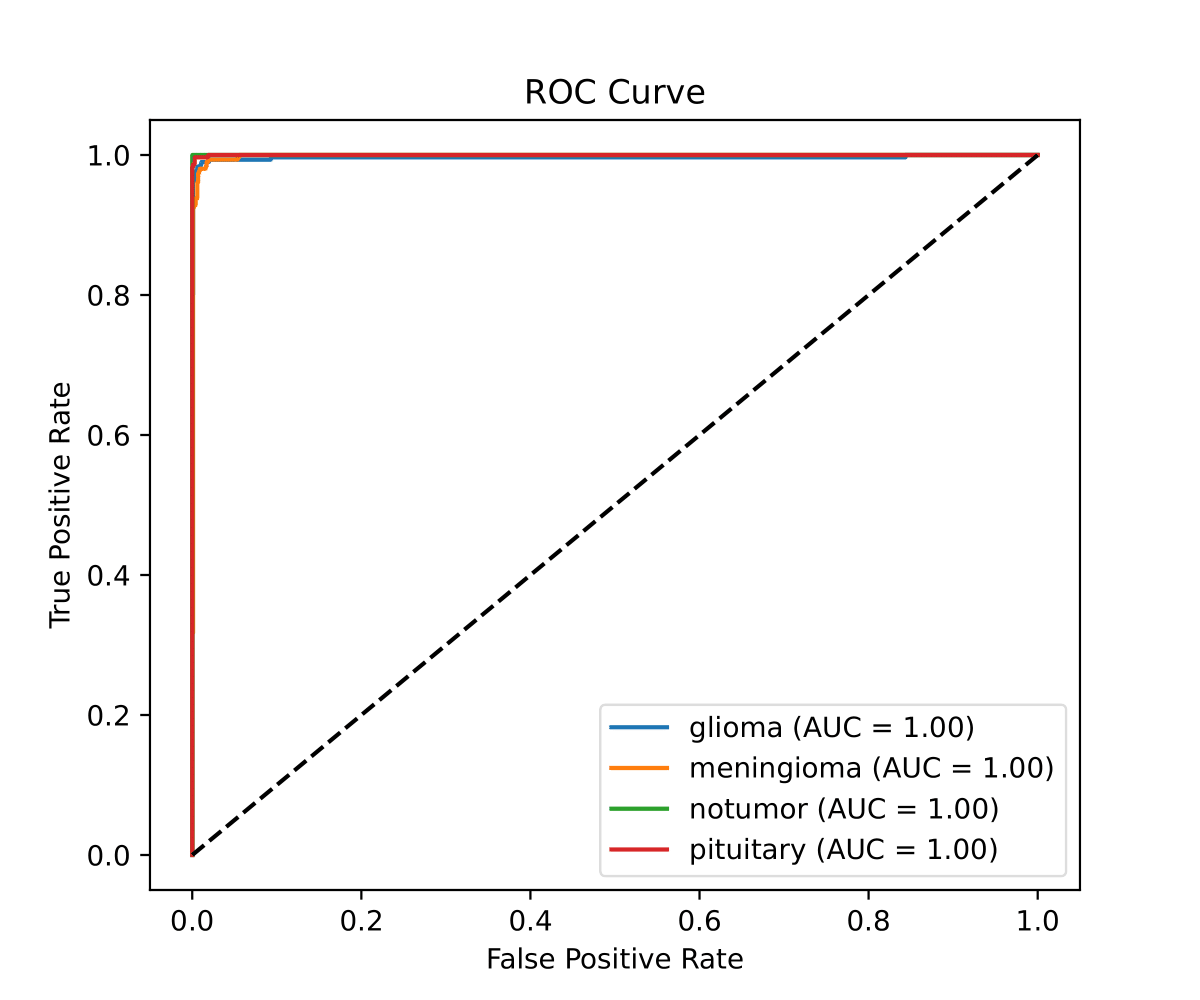 ROC Curve
1.0
0.8
0.6
0.4
0.2
0.0
True Positive Rate
glioma (AUC = 1.00)
meningioma (AUC = 1.00)
notumor (AUC = 1.00)
pituitary (AUC = 1.00)
0.0 0.2 0.4 0.6 0.8 1.0
False Positive Rate